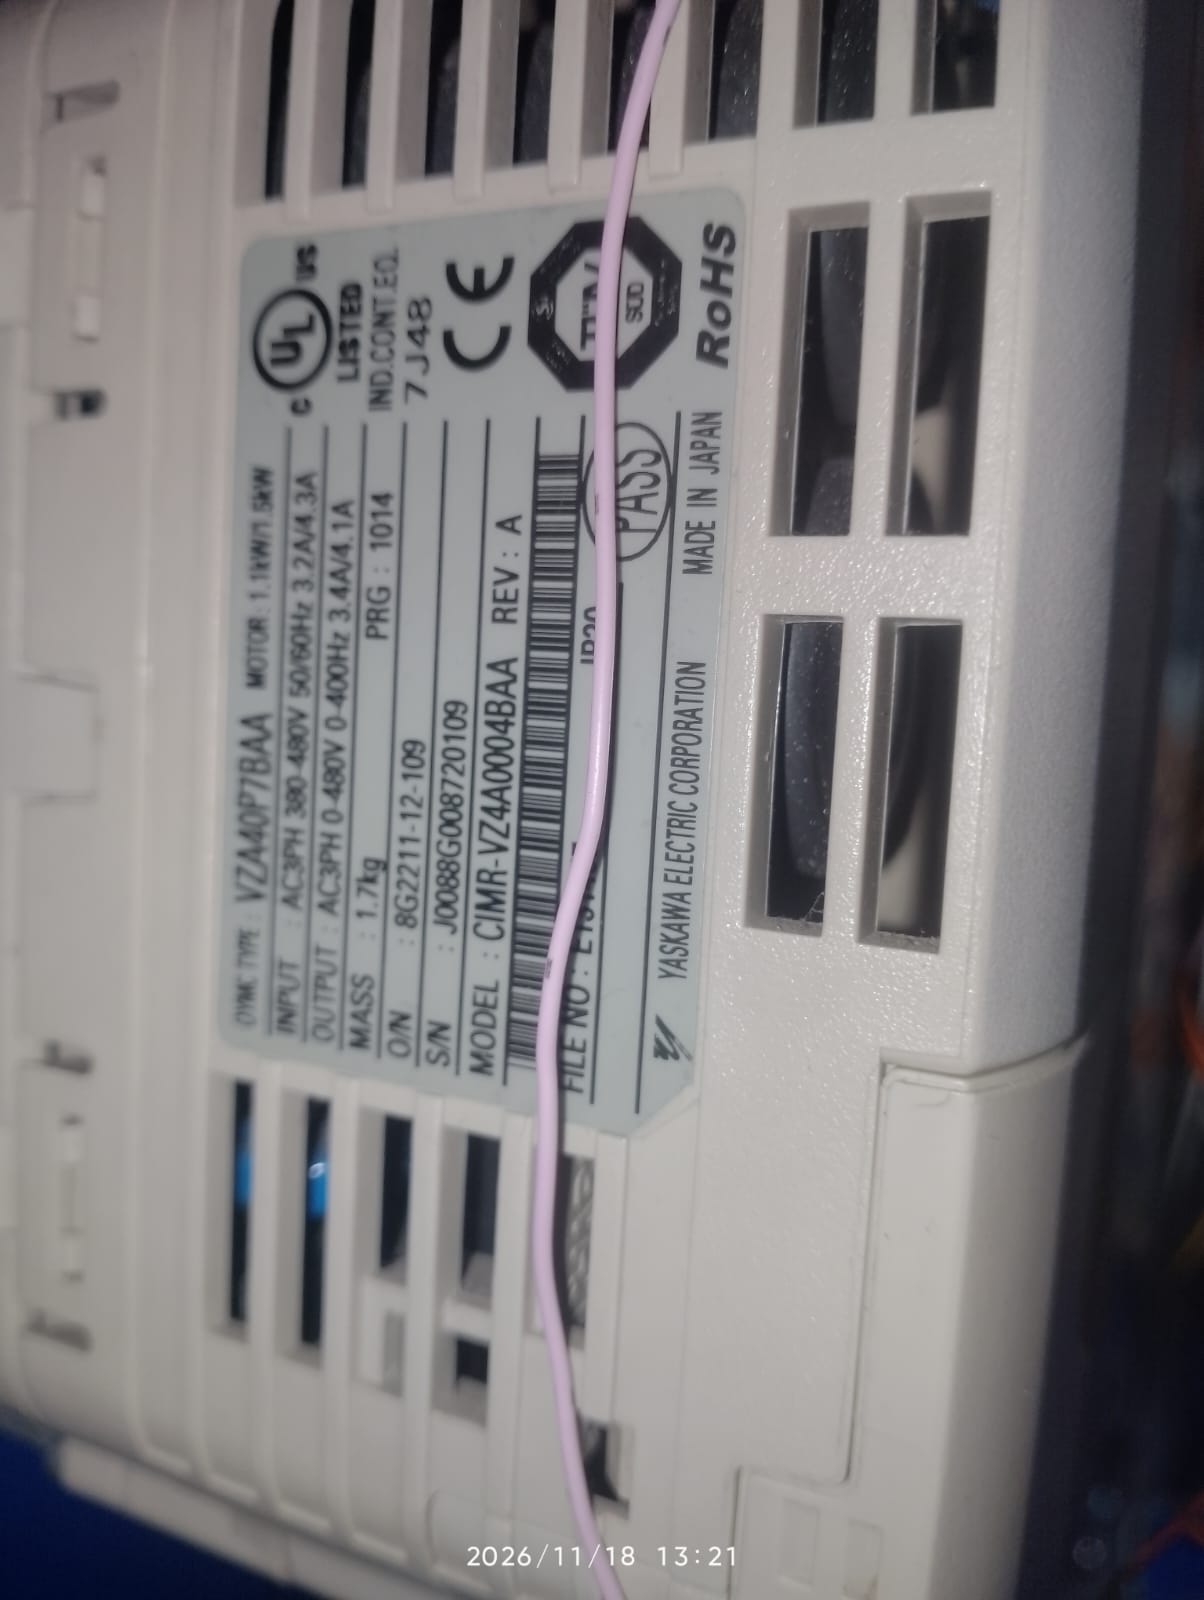 OYMC TYPE : VZA40P7BAA MOTOR : 1.1kW/1.5kW
INPUT : AC3PH 380-480V 50/60Hz 3.2A/4.3A
OUTPUT : AC3PH 0-480V 0-400Hz 3.4A/4.1A
MASS : 1.7kg PRG : 1014
O/N : 8G2211-12-109
S/N : J0088G008720109
MODEL : CIMR-VZ4A0004BAA REV : A
FILE NO : IP20
PASS
YASKAWA ELECTRIC CORPORATION MADE IN JAPAN
C UL US
LISTED
IND.CONT.EQ.
7J48
CE
TÜV
SÜD
RoHS
2026/11/18 13:21